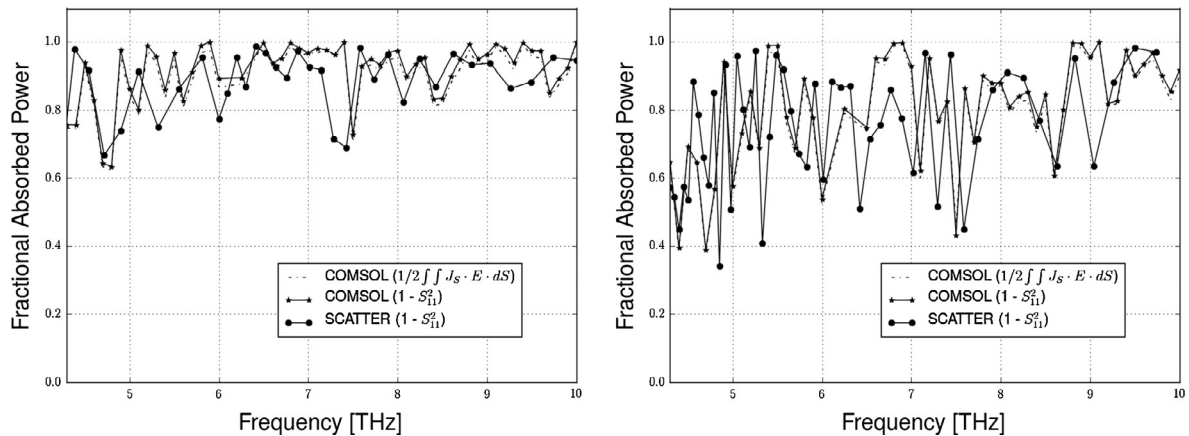 1.0
0.8
0.6
0.4
0.2
0.0
Fractional Absorbed Power
COMSOL (1/2 ∫ ∫ J_S · E · dS)
COMSOL (1 - S²₁₁)
SCATTER (1 - S²₁₁)
5 6 7 8 9 10
Frequency [THz]
1.0
0.8
0.6
0.4
0.2
0.0
Fractional Absorbed Power
COMSOL (1/2 ∫ ∫ J_S · E · dS)
COMSOL (1 - S²₁₁)
SCATTER (1 - S²₁₁)
5 6 7 8 9 10
Frequency [THz]